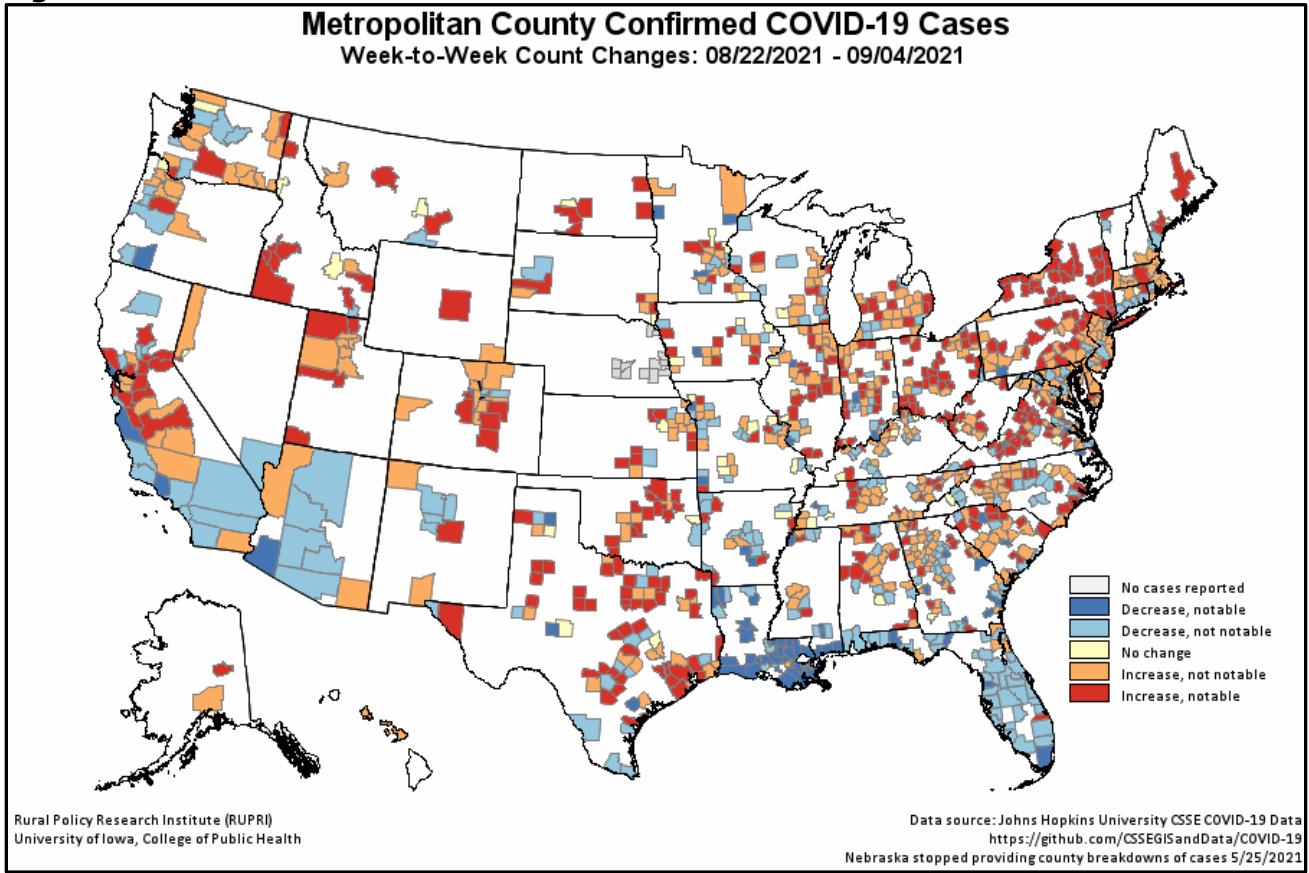 Metropolitan County Confirmed COVID-19 Cases
Week-to-Week Count Changes: 08/22/2021 - 09/04/2021
No cases reported
Decrease, notable
Decrease, not notable
No change
Increase, not notable
Increase, notable
Rural Policy Research Institute (RUPRI)
University of Iowa, College of Public Health
Data source: Johns Hopkins University CSSE COVID-19 Data
https://github.com/CSSEGISandData/COVID-19
Nebraska stopped providing county breakdowns of cases 5/25/2021